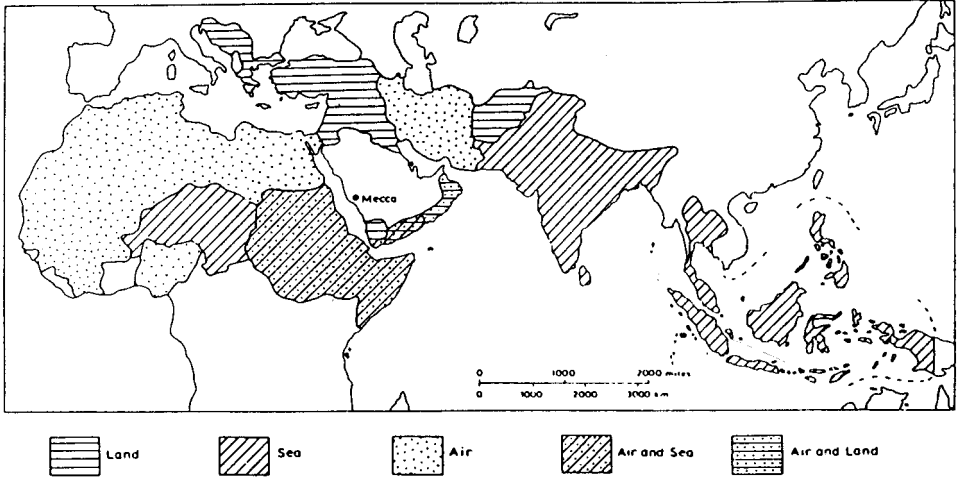 Mecca
0 1000 2000 miles
0 1000 2000 3000 km
Land
Sea
Air
Air and Sea
Air and Land